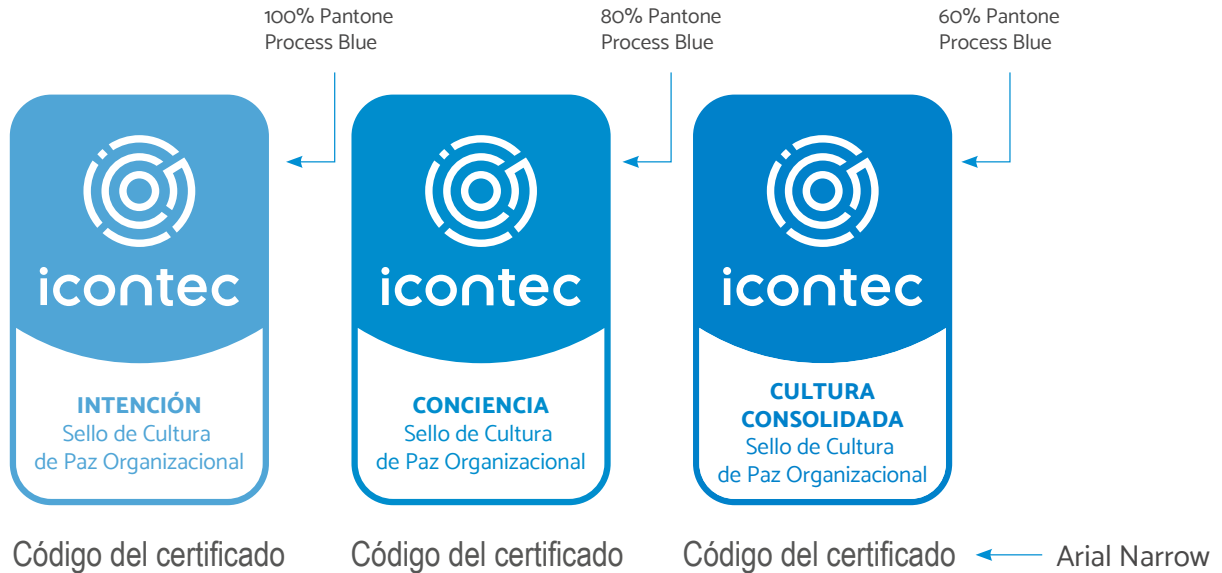 100% Pantone
Process Blue
80% Pantone
Process Blue
60% Pantone
Process Blue
icontec
INTENCIÓN
Sello de Cultura
de Paz Organizacional
Código del certificado
icontec
CONCIENCIA
Sello de Cultura
de Paz Organizacional
Código del certificado
icontec
CULTURA
CONSOLIDADA
Sello de Cultura
de Paz Organizacional
Código del certificado
Arial Narrow